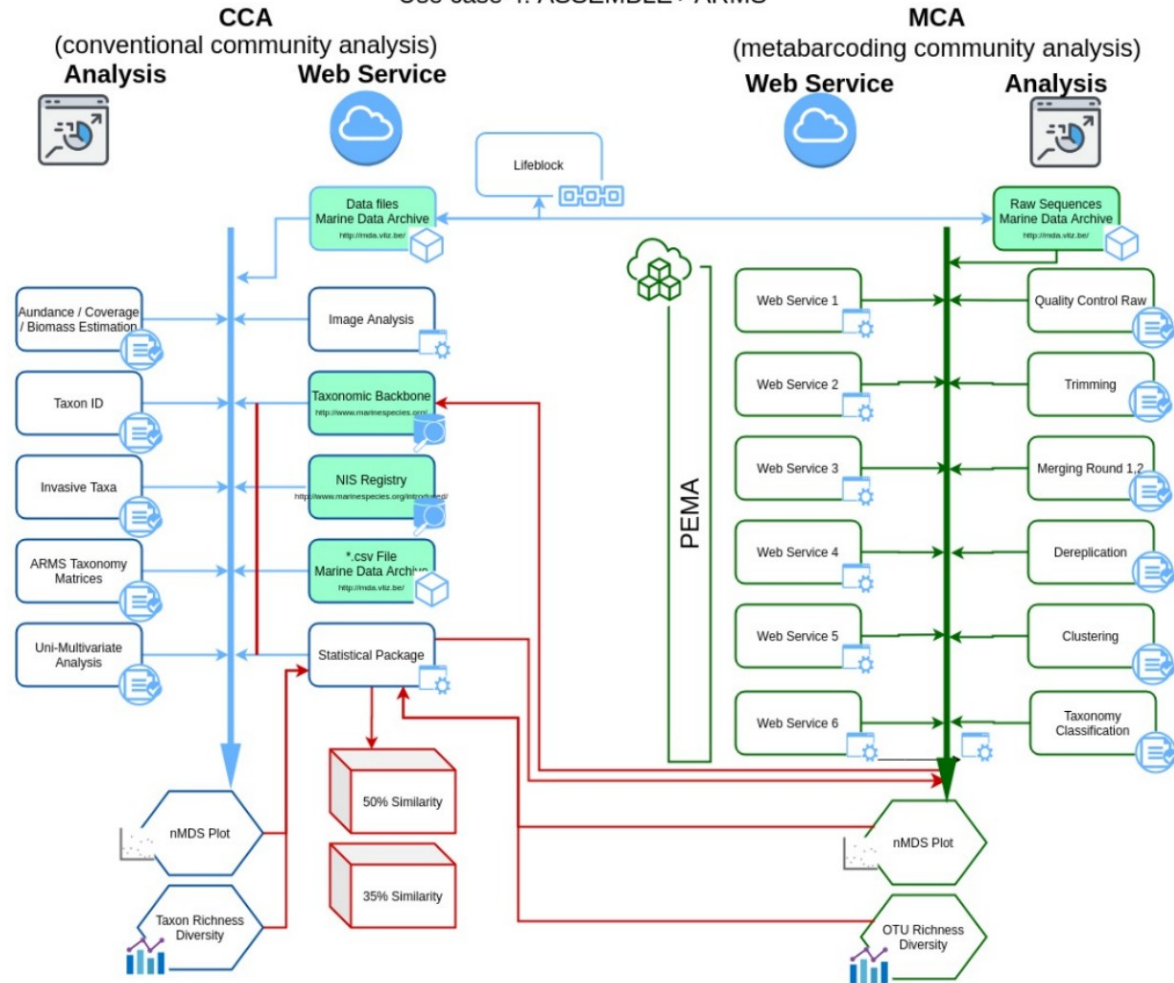 CCA
(conventional community analysis)
Analysis
Web Service
MCA
(metabarcoding community analysis)
Web Service
Analysis
Lifeblock
Data files
Marine Data Archive
http://mda.vliz.be/
Raw Sequences
Marine Data Archive
http://mda.vliz.be/
Aundance / Coverage
/ Biomass Estimation
Image Analysis
Taxon ID
Taxonomic Backbone
http://www.marinespecies.org/
Invasive Taxa
NIS Registry
http://www.marinespecies.org/introduced/
ARMS Taxonomy
Matrices
*.csv File
Marine Data Archive
http://mda.vliz.be/
Uni-Multivariate
Analysis
Statistical Package
50% Similarity
35% Similarity
nMDS Plot
Taxon Richness
Diversity
PEMA
Web Service 1
Quality Control Raw
Web Service 2
Trimming
Web Service 3
Merging Round 1,2
Web Service 4
Dereplication
Web Service 5
Clustering
Web Service 6
Taxonomy
Classification
nMDS Plot
OTU Richness
Diversity